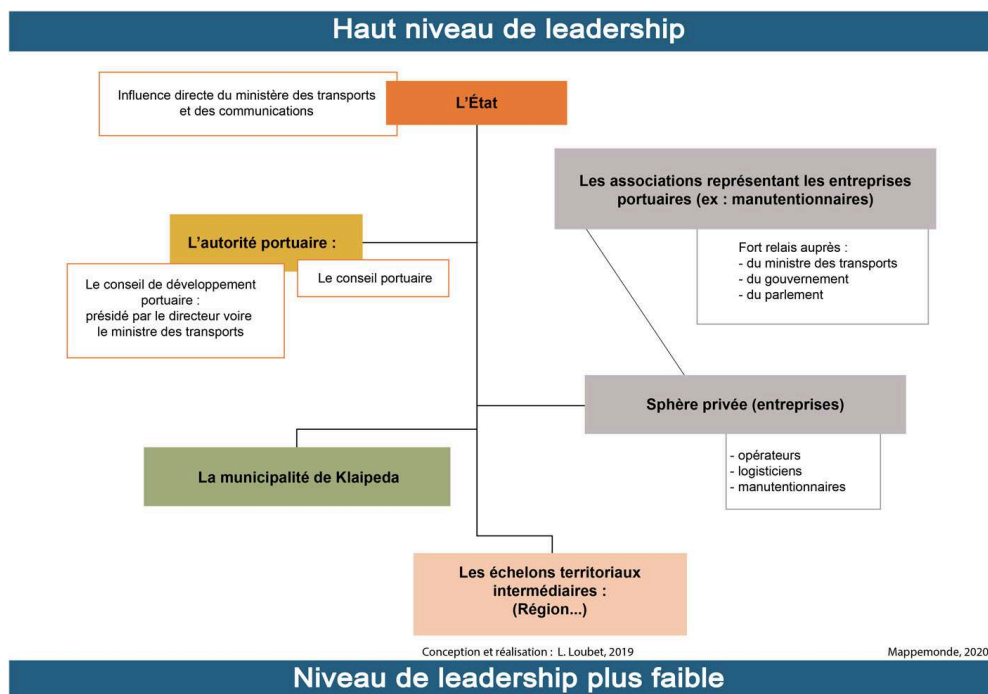 Haut niveau de leadership
Influence directe du ministère des transports
et des communications
L'État
Les associations représentant les entreprises
portuaires (ex : manutentionnaires)
Fort relais auprès :
- du ministre des transports
- du gouvernement
- du parlement
L'autorité portuaire :
Le conseil de développement
portuaire :
présidé par le directeur voire
le ministre des transports
Le conseil portuaire
Sphère privée (entreprises)
- opérateurs
- logisticiens
- manutentionnaires
La municipalité de Klaipeda
Les échelons territoriaux
intermédiaires :
(Région...)
Conception et réalisation : L. Loubet, 2019
Mappemonde, 2020
Niveau de leadership plus faible